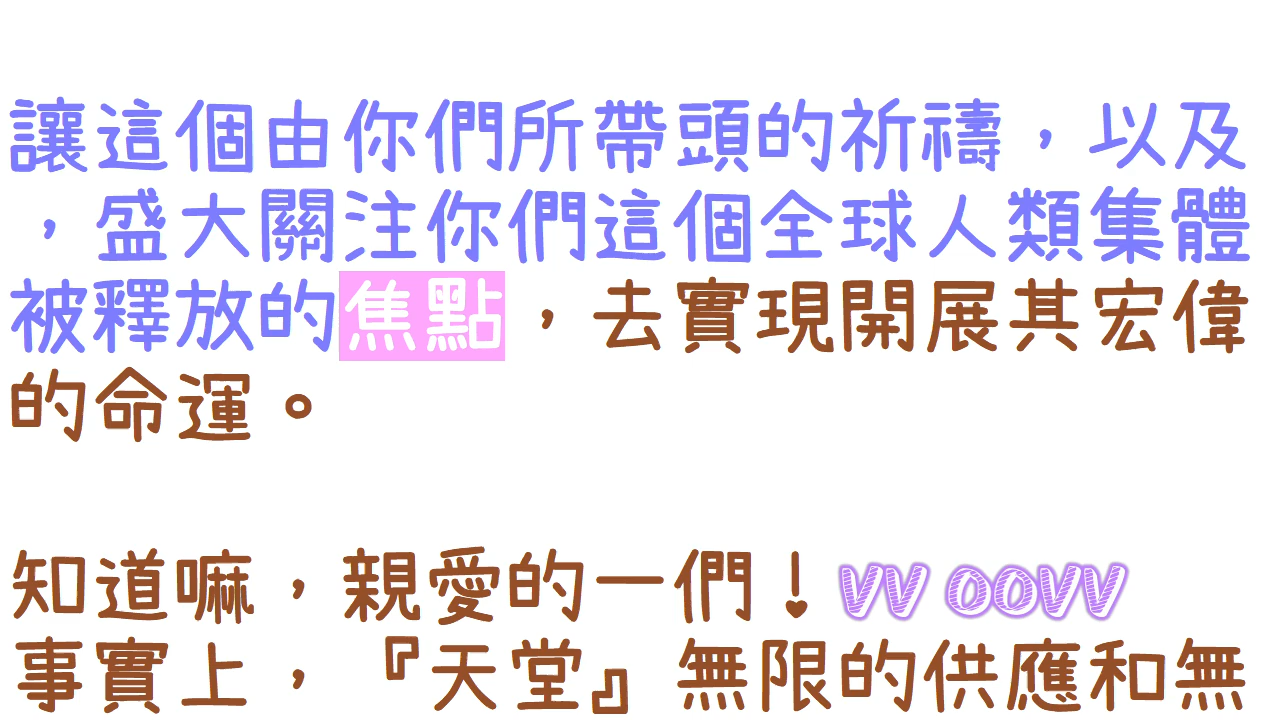 讓這個由你們所帶頭的祈禱，以及
，盛大關注你們這個全球人類集體
被釋放的焦點，去實現開展其宏偉
的命運。
知道嘛，親愛的一們！VV OOVV
事實上，『天堂』無限的供應和無